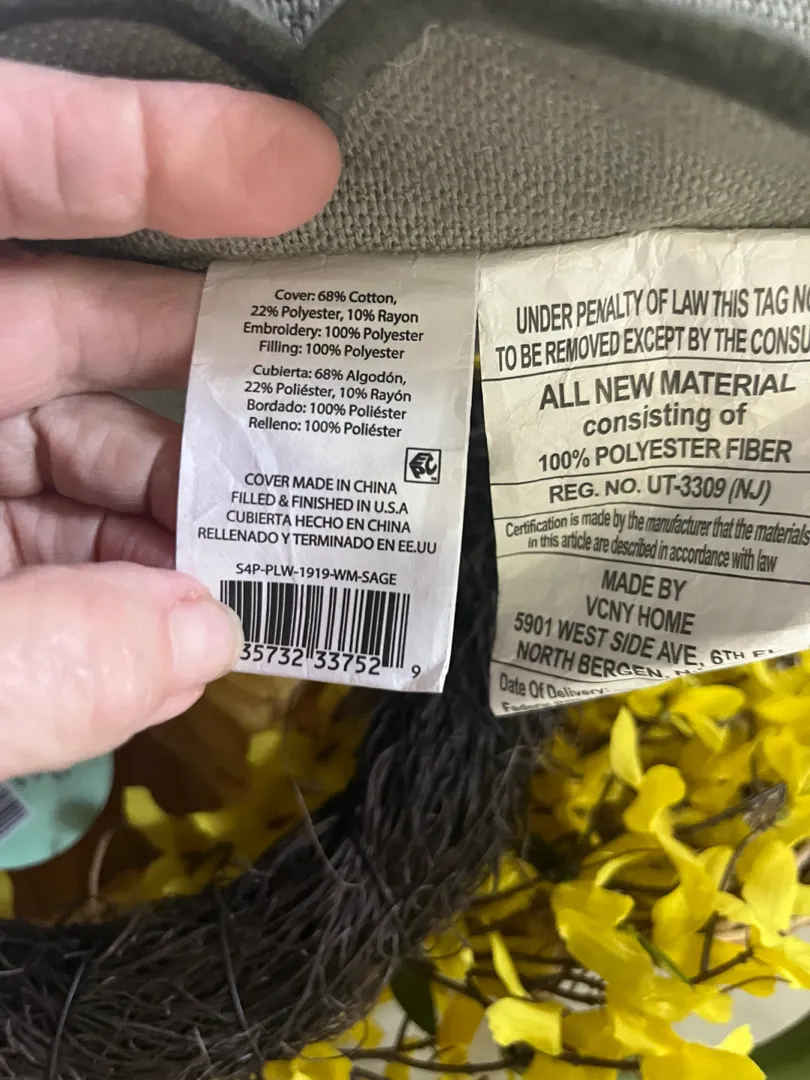 Cover: 68% Cotton,
22% Polyester, 10% Rayon
Embroidery: 100% Polyester
Filling: 100% Polyester
Cubierta: 68% Algodón,
22% Poliéster, 10% Rayón
Bordado: 100% Poliéster
Relleno: 100% Poliéster
COVER MADE IN CHINA
FILLED & FINISHED IN U.S.A
CUBIERTA HECHO EN CHINA
RELLENADO Y TERMINADO EN EE.UU
S4P-PLW-1919-WM-SAGE
35732 33752 9
UNDER PENALTY OF LAW THIS TAG
TO BE REMOVED EXCEPT BY THE
ALL NEW MATERIAL
consisting of
100% POLYESTER FIBER
REG. NO. UT-3309 (NJ)
Certification is made by the manufacturer that the materials
in this article are described in accordance with law
MADE BY
VCNY HOME
5901 WEST SIDE AVE, 6TH
NORTH BERGEN,
Date Of Delivery: